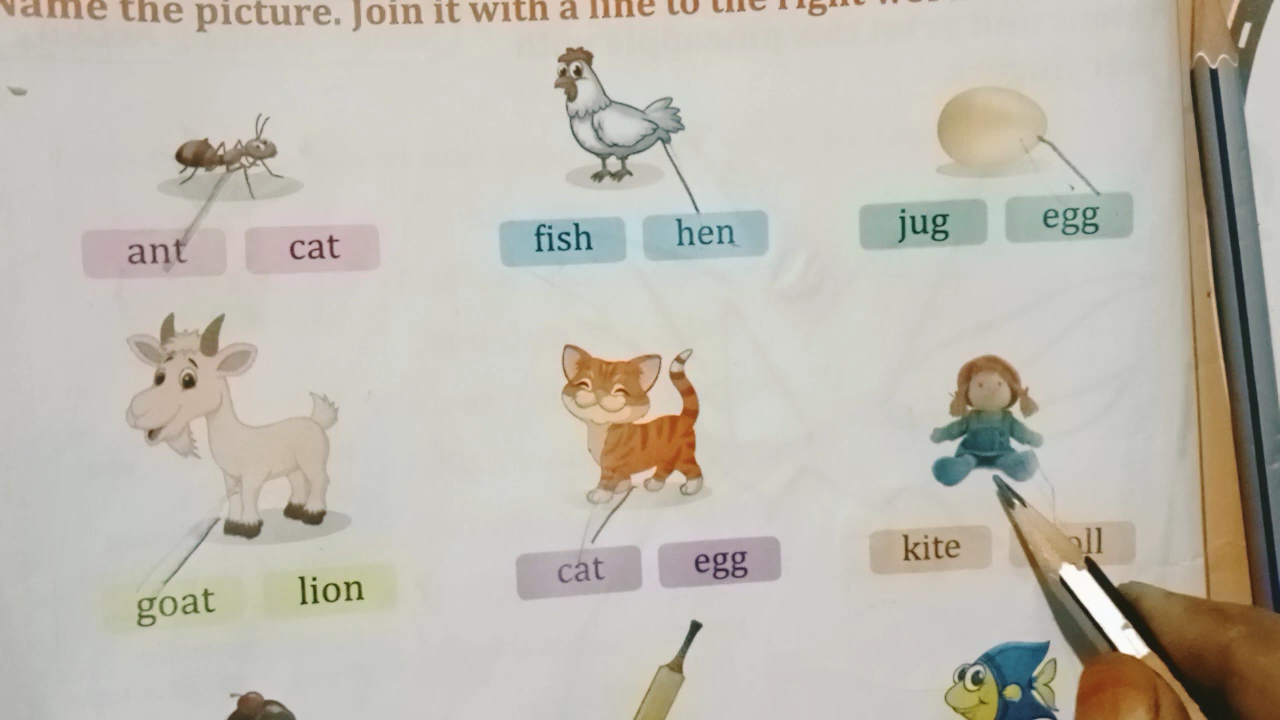 Name the picture. Join it with a line to the right
ant cat fish hen jug egg
goat lion cat egg kite